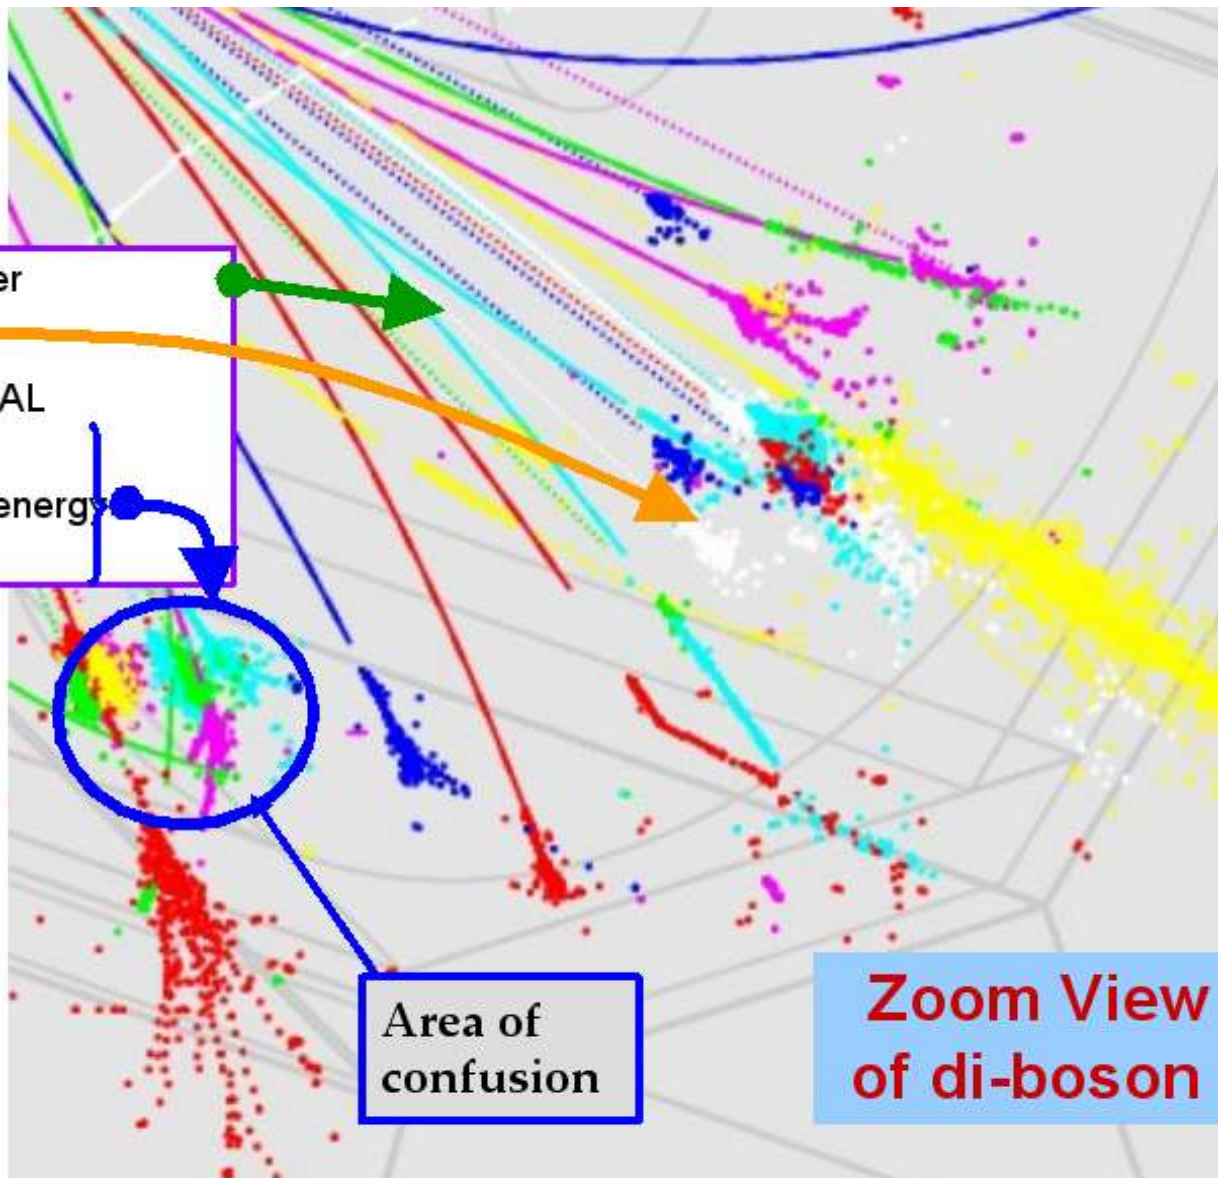 er
AL
energy
Area of
confusion
Zoom View
of di-boson